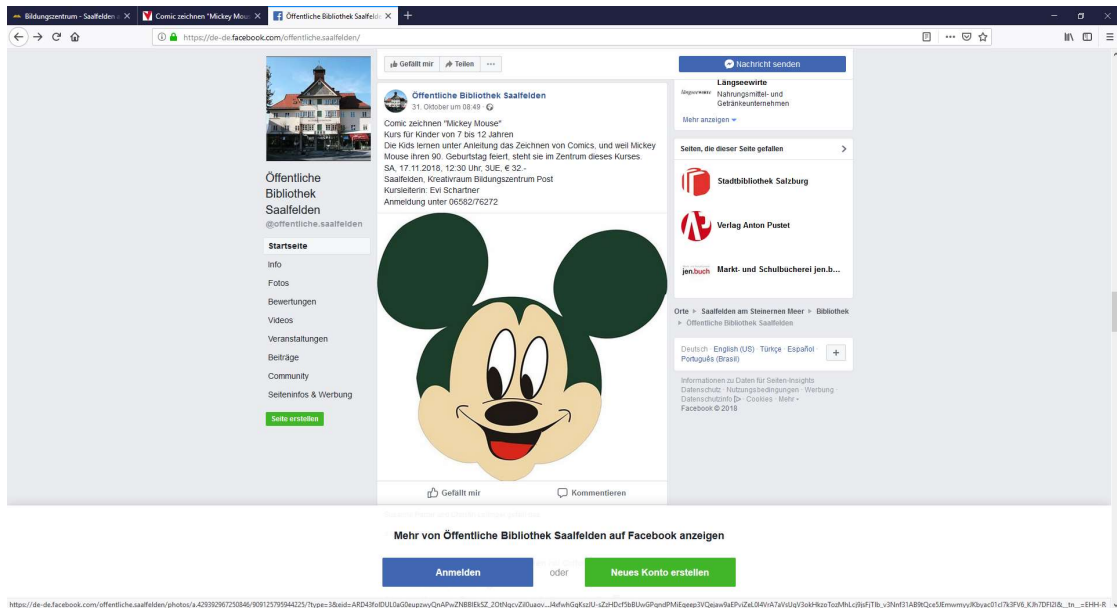 Bildungszentrum - Saalfelden
Comic zeichnen "Mickey Mous
Öffentliche Bibliothek Saalfeld
https://de-de.facebook.com/offentliche.saalfelden/
Gefällt mir
Teilen
Nachricht senden
Öffentliche
Bibliothek
Saalfelden
@offentliche.saalfelden
Startseite
Info
Fotos
Bewertungen
Videos
Veranstaltungen
Beiträge
Community
Seiteninfos & Werbung
Seite erstellen
Öffentliche Bibliothek Saalfelden
31. Oktober um 08:49 ·
Comic zeichnen "Mickey Mouse"
Kurs für Kinder von 7 bis 12 Jahren
Die Kids lernen unter Anleitung das Zeichnen von Comics, und weil Mickey
Mouse ihren 90. Geburtstag feiert, steht sie im Zentrum dieses Kurses.
SA, 17.11.2018, 12:30 Uhr, 3UE, € 32.-
Saalfelden, Kreativraum Bildungszentrum Post
Kursleiterin: Evi Schartner
Anmeldung unter 06582/76272
Gefällt mir
Kommentieren
Längseewirte
Nahrungsmittel- und
Getränkeunternehmen
Mehr anzeigen
Seiten, die dieser Seite gefallen
Stadtbibliothek Salzburg
Verlag Anton Pustet
jen.buch
Markt- und Schulbücherei jen.b...
Orte
Saalfelden am Steinernen Meer
Bibliothek
Öffentliche Bibliothek Saalfelden
Deutsch · English (US) · Türkçe · Español ·
Português (Brasil)
Informationen zu Daten für Seiten-Insights
Datenschutz · Nutzungsbedingungen · Werbung ·
Datenschutzinfo · Cookies · Mehr
Facebook © 2018
Mehr von Öffentliche Bibliothek Saalfelden auf Facebook anzeigen
Anmelden
oder
Neues Konto erstellen